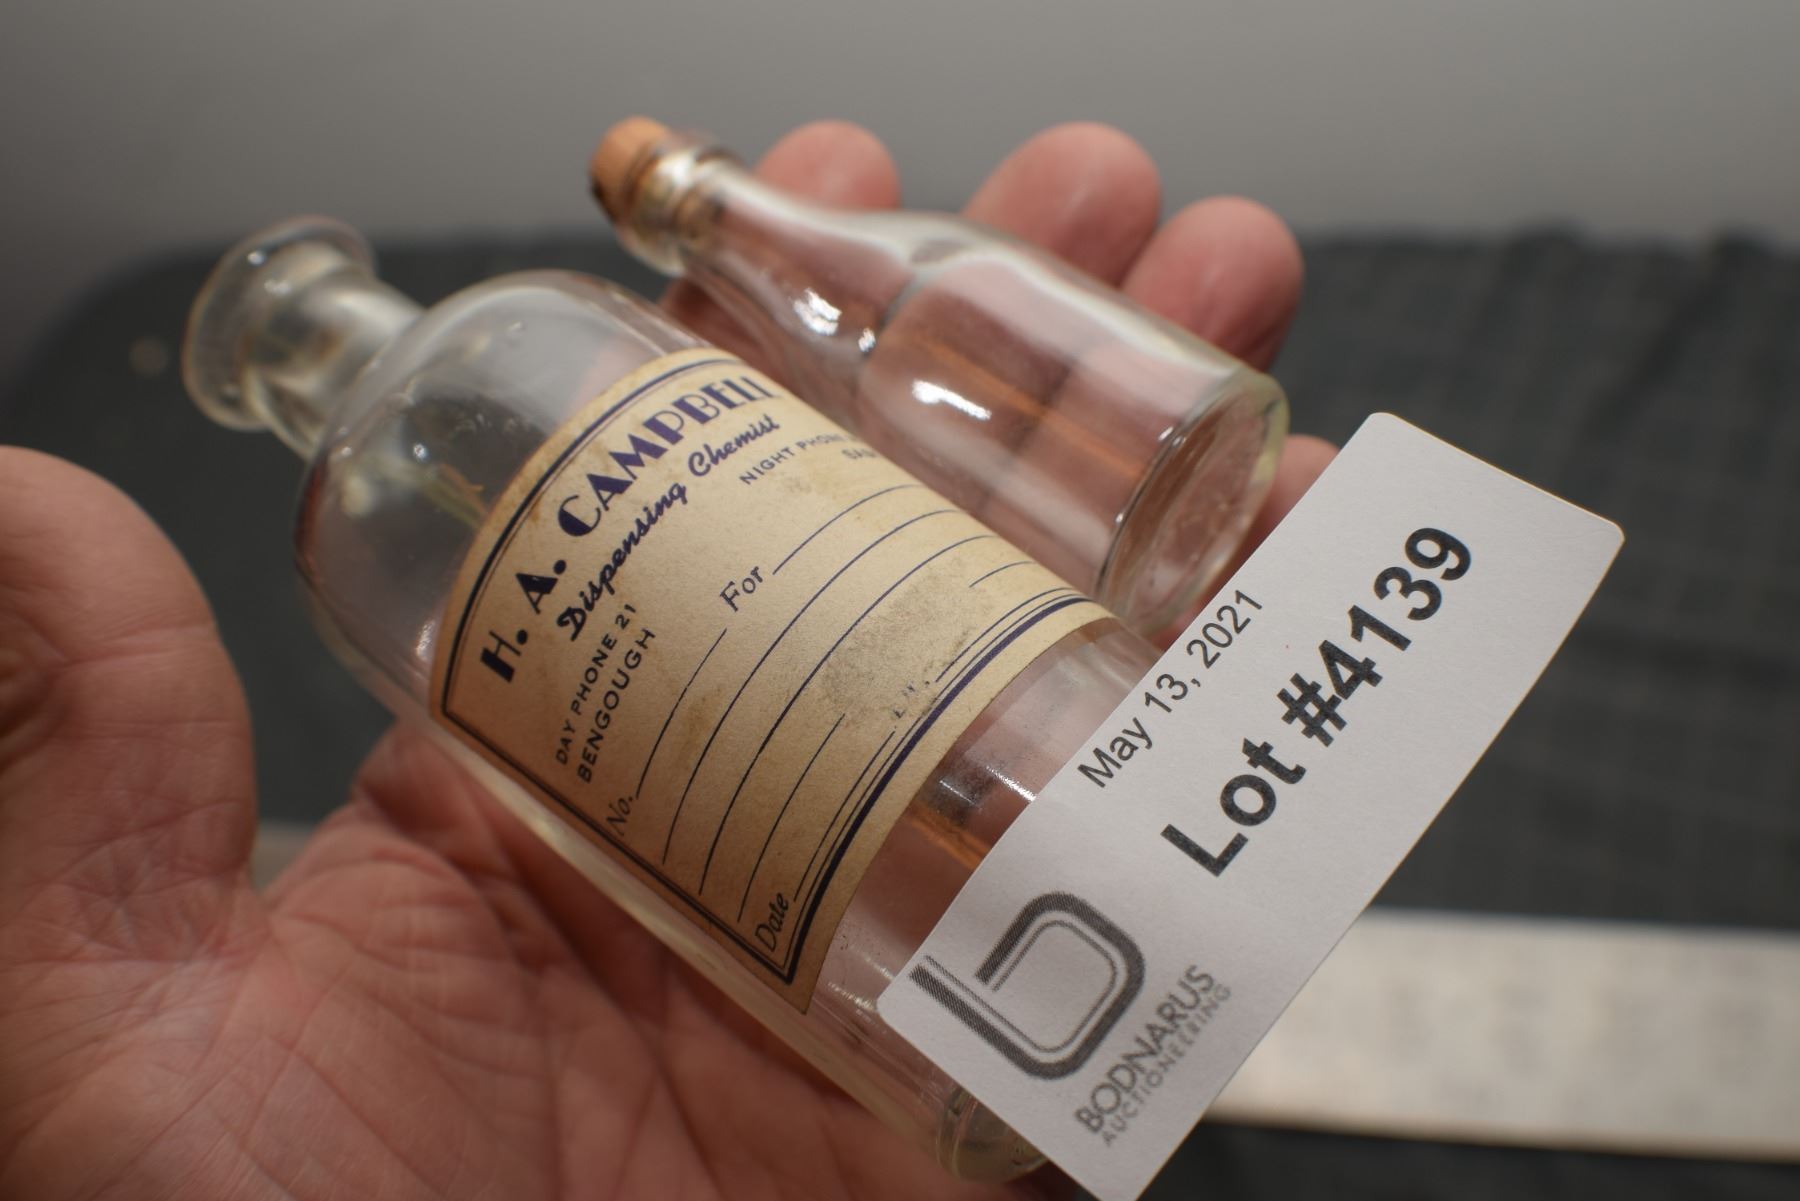 H. A. CAMPBELL
Dispensing Chemist
DAY PHONE 21 NIGHT PHONE
BENGOUGH
No. For
Date
May 13, 2021
Lot #4139
b
BODNARUS
AUCTIONEERING